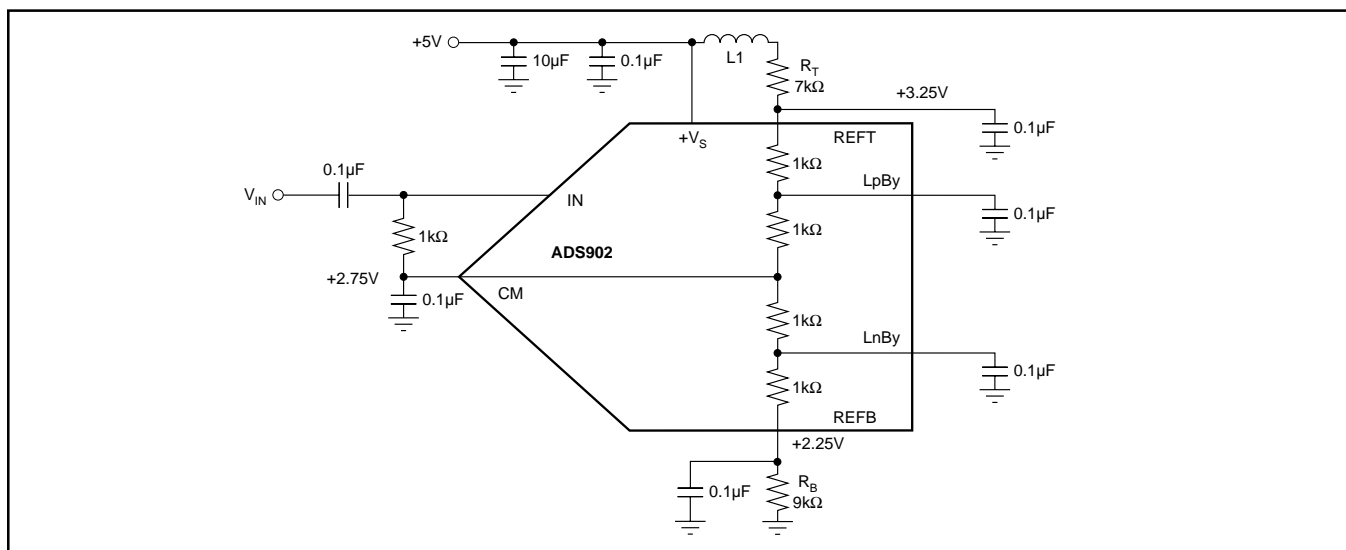 +5V
10µF
0.1µF
L1
R_T
7kΩ
+3.25V
0.1µF
+V_S
REFT
1kΩ
0.1µF
V_IN
IN
LpBy
0.1µF
1kΩ
1kΩ
ADS902
+2.75V
CM
0.1µF
1kΩ
LnBy
0.1µF
1kΩ
REFB
+2.25V
0.1µF
R_B
9kΩ